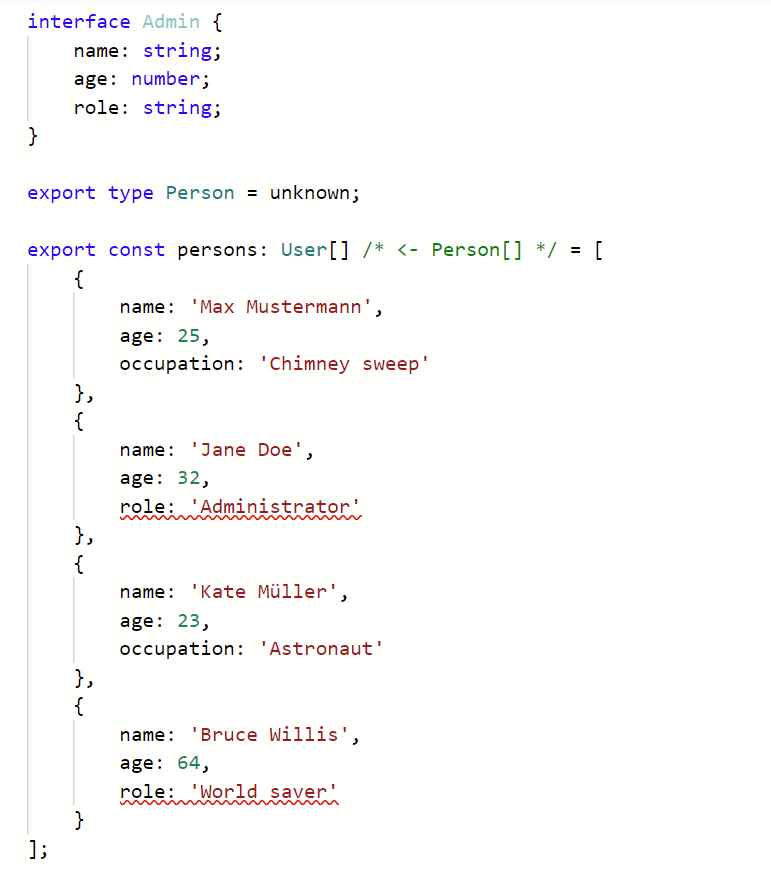 interface Admin {
    name: string;
    age: number;
    role: string;
}

export type Person = unknown;

export const persons: User[] /* <- Person[] */ = [
    {
        name: 'Max Mustermann',
        age: 25,
        occupation: 'Chimney sweep'
    },
    {
        name: 'Jane Doe',
        age: 32,
        role: 'Administrator'
    },
    {
        name: 'Kate Müller',
        age: 23,
        occupation: 'Astronaut'
    },
    {
        name: 'Bruce Willis',
        age: 64,
        role: 'World saver'
    }
];